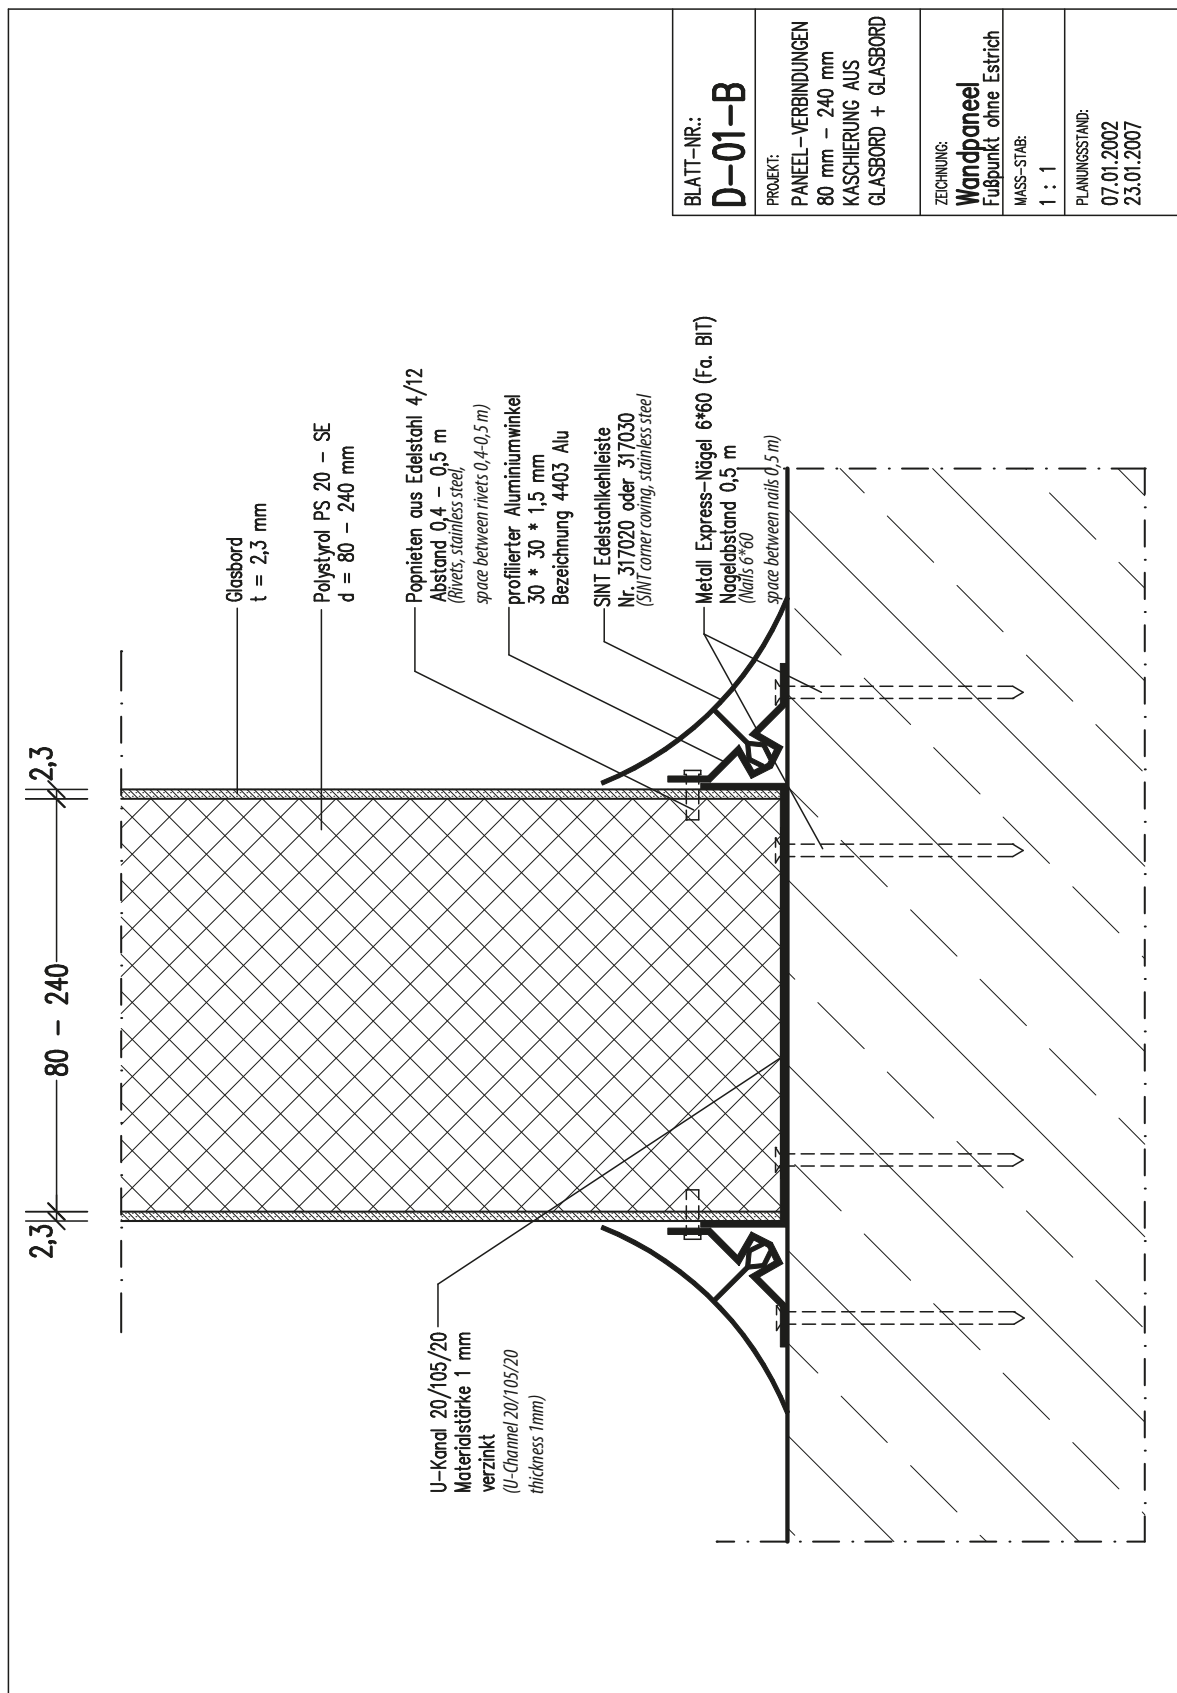 2,3
80 - 240
2,3
Glasbord
t = 2,3 mm
Polystyrol PS 20 - SE
d = 80 - 240 mm
Popnieten aus Edelstahl 4/12
Abstand 0,4 - 0,5 m
(Rivets, stainless steel,
space between rivets 0,4-0,5 m)
profilierter Aluminiumwinkel
30 * 30 * 1,5 mm
Bezeichnung 4403 Alu
SINT Edelstahlkehlleiste
Nr. 317020 oder 317030
(SINT corner coving, stainless steel
Metall Express-Nägel 6*60 (Fa. BIT)
Nagelabstand 0,5 m
(Nails 6*60
space between nails 0,5 m)
U-Kanal 20/105/20
Materialstärke 1 mm
verzinkt
(U-Channel 20/105/20
thickness 1mm)
BLATT-NR.:
D-01-B
PROJEKT:
PANEEL-VERBINDUNGEN
80 mm - 240 mm
KASCHIERUNG AUS
GLASBORD + GLASBORD
ZEICHNUNG:
Wandpaneel
Fußpunkt ohne Estrich
MASS-STAB:
1 : 1
PLANUNGSSTAND:
07.01.2002
23.01.2007